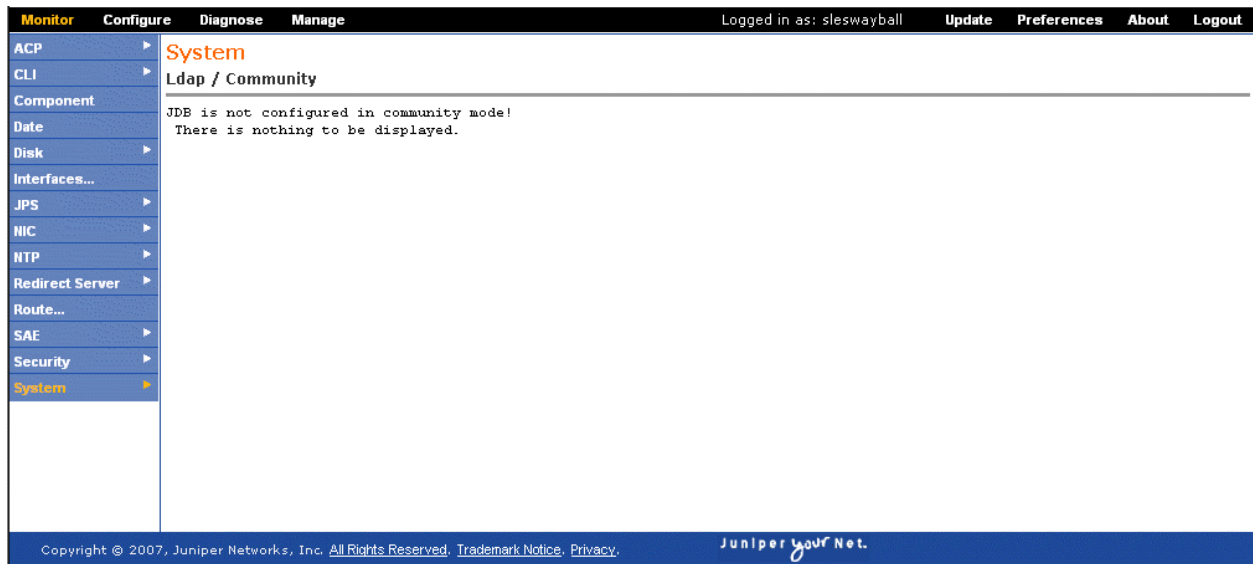 Monitor Configure Diagnose Manage Logged in as: sleswayball Update Preferences About Logout
ACP
CLI
Component
Date
Disk
Interfaces...
JPS
NIC
NTP
Redirect Server
Route...
SAE
Security
System
System
Ldap / Community
JDB is not configured in community mode!
There is nothing to be displayed.
Copyright © 2007, Juniper Networks, Inc. All Rights Reserved. Trademark Notice. Privacy.
Juniper your Net.